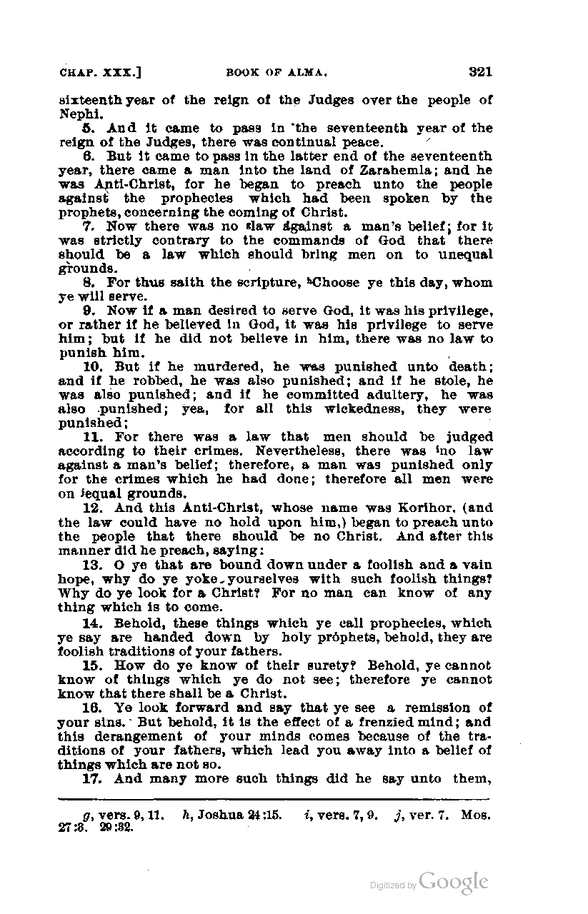 CHAP. XXX.] BOOK OF ALMA. 321
sixteenth year of the reign of the Judges over the people of
Nephi.
5. And it came to pass in the seventeenth year of the
reign of the Judges, there was continual peace.
6. But it came to pass in the latter end of the seventeenth
year, there came a man into the land of Zarahemla; and he
was Anti-Christ, for he began to preach unto the people
against the prophecies which had been spoken by the
prophets, concerning the coming of Christ.
7. Now there was no glaw against a man's belief; for it
was strictly contrary to the commands of God that there
should be a law which should bring men on to unequal
grounds.
8. For thus saith the scripture, hChoose ye this day, whom
ye will serve.
9. Now if a man desired to serve God, it was his privilege,
or rather if he believed in God, it was his privilege to serve
him; but if he did not believe in him, there was no law to
punish him.
10. But if he murdered, he was punished unto death;
and if he robbed, he was also punished; and if he stole, he
was also punished; and if he committed adultery, he was
also punished; yea, for all this wickedness, they were
punished;
11. For there was a law that men should be judged
according to their crimes. Nevertheless, there was ino law
against a man's belief; therefore, a man was punished only
for the crimes which he had done; therefore all men were
on jequal grounds.
12. And this Anti-Christ, whose name was Korihor, (and
the law could have no hold upon him,) began to preach unto
the people that there should be no Christ. And after this
manner did he preach, saying:
13. O ye that are bound down under a foolish and a vain
hope, why do ye yoke yourselves with such foolish things?
Why do ye look for a Christ? For no man can know of any
thing which is to come.
14. Behold, these things which ye call prophecies, which
ye say are handed down by holy prophets, behold, they are
foolish traditions of your fathers.
15. How do ye know of their surety? Behold, ye cannot
know of things which ye do not see; therefore ye cannot
know that there shall be a Christ.
16. Ye look forward and say that ye see a remission of
your sins. But behold, it is the effect of a frenzied mind; and
this derangement of your minds comes because of the tra-
ditions of your fathers, which lead you away into a belief of
things which are not so.
17. And many more such things did he say unto them,
g, vers. 9, 11. h, Joshua 24:15. i, vers. 7, 9. j, ver. 7. Mos.
27:3. 29:32.
Digitized by Google